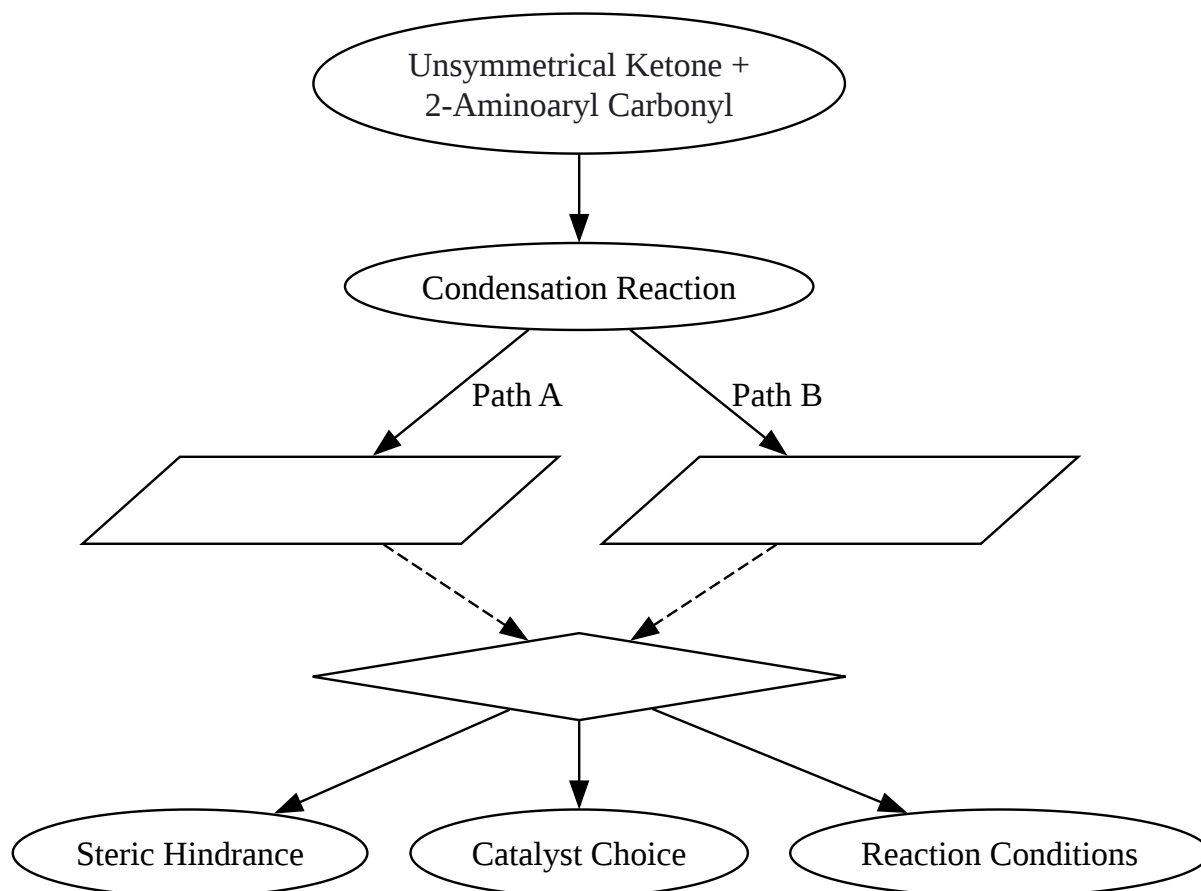 Unsymmetrical Ketone +
2-Aminoaryl Carbonyl
Condensation Reaction
Path A
Path B
Steric Hindrance
Catalyst Choice
Reaction Conditions